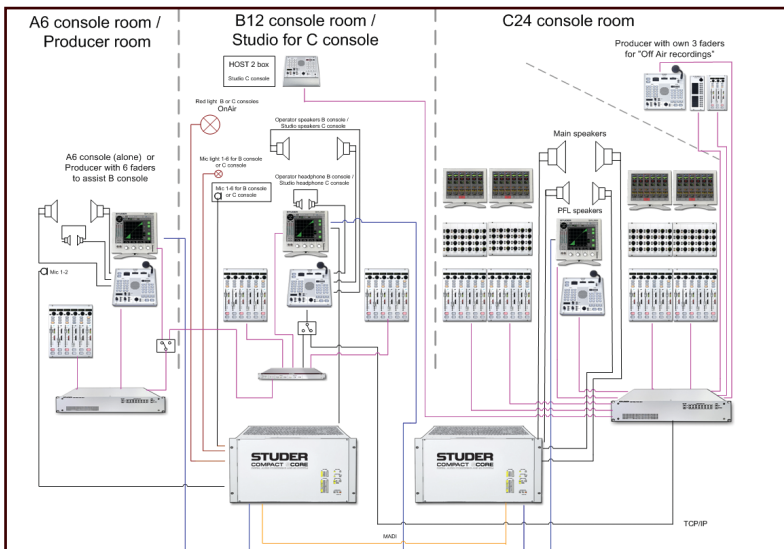 A6 console room /
Producer room
B12 console room /
Studio for C console
C24 console room
HOST 2 box
Studio C console
Producer with own 3 faders
for "Off Air recordings"
Red light B or C consoles
OnAir
Operator speakers B console /
Studio speakers C console
Main speakers
A6 console (alone) or
Producer with 6 faders
to assist B console
Mic light 1-6 for B console
or C console
Mic 1-6 for B console
or C console
Operator headphone B console /
Studio headphone C console
PFL speakers
Mic 1-2
STUDER
COMPACT SCORE
STUDER
COMPACT SCORE
TCP/IP
MADI